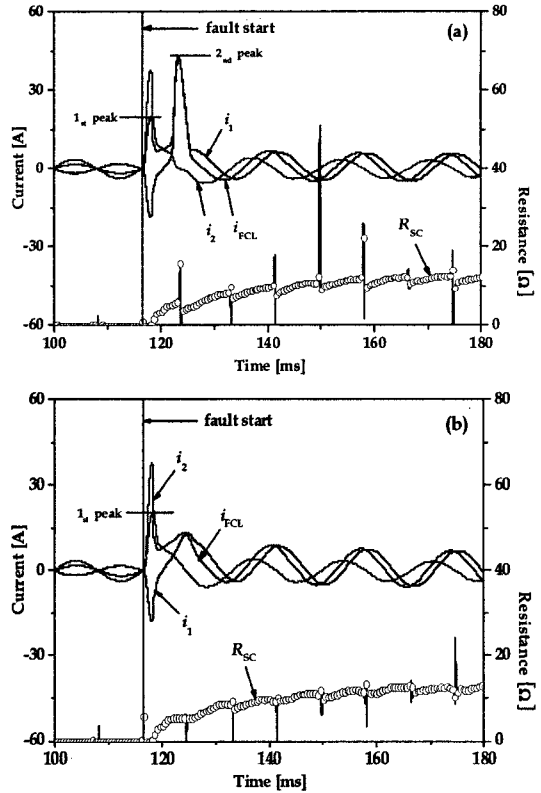 60
30
0
-30
-60
Current [A]
fault start
(a)
2nd peak
1st peak
i1
i2
iFCL
RSC
80
60
40
20
0
Resistance [Ω]
100
120
140
160
180
Time [ms]
60
30
0
-30
-60
Current [A]
fault start
(b)
i2
1st peak
iFCL
i1
RSC
80
60
40
20
0
Resistance [Ω]
100
120
140
160
180
Time [ms]